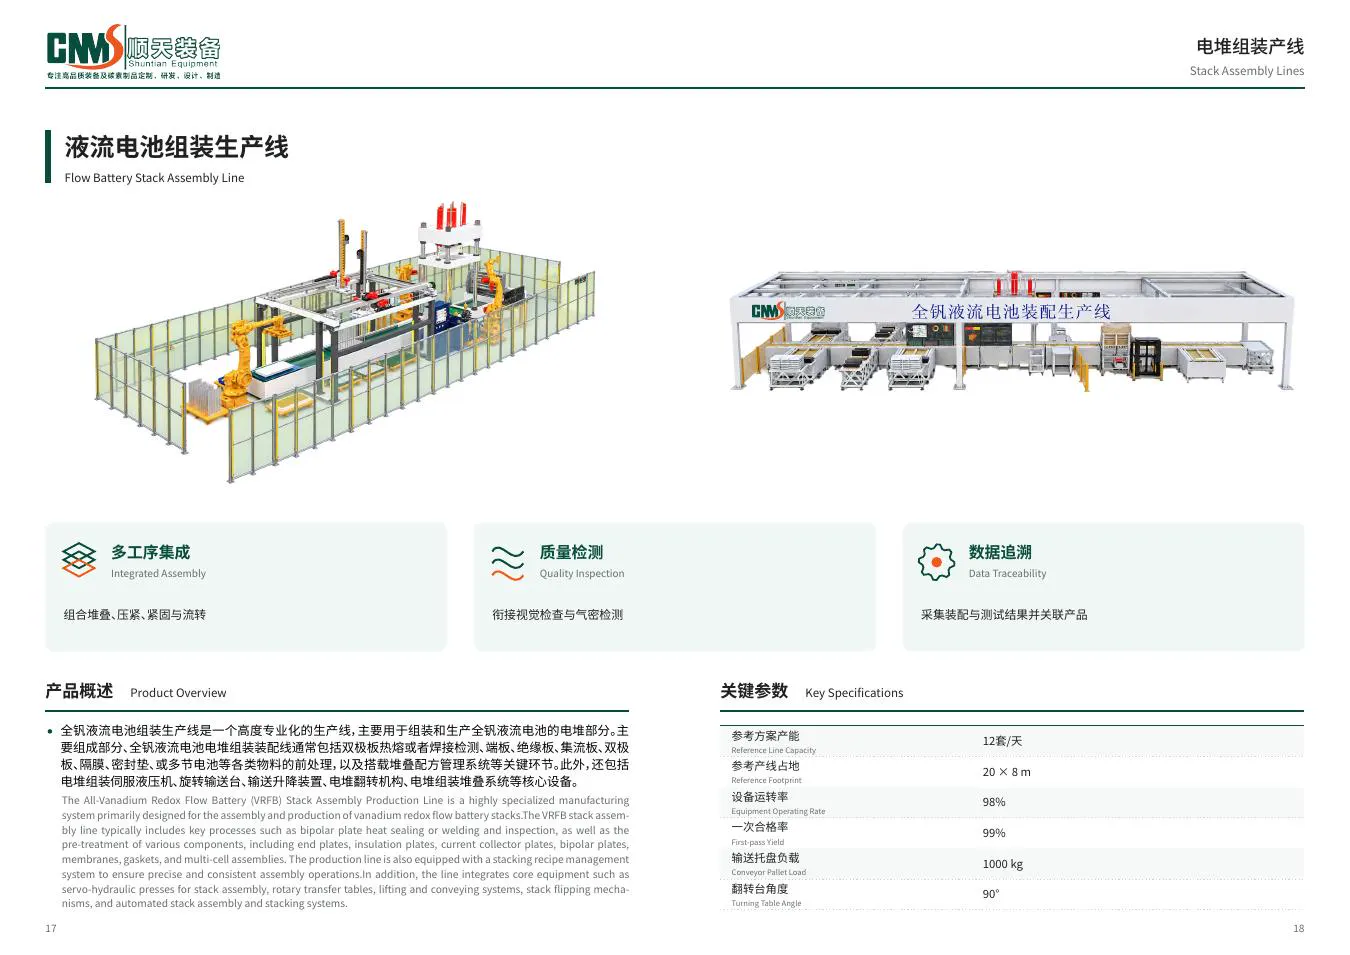 CNMS 顺天装备
Shuntian Equipment
专注高品质装备及碳素制品定制、研发、设计、制造
电堆组装产线
Stack Assembly Lines
液流电池组装生产线
Flow Battery Stack Assembly Line
CNMS 顺天装备
全钒液流电池装配生产线
多工序集成
Integrated Assembly
组合堆叠、压紧、紧固与流转
质量检测
Quality Inspection
衔接视觉检查与气密检测
数据追溯
Data Traceability
采集装配与测试结果并关联产品
产品概述 Product Overview
• 全钒液流电池组装生产线是一个高度专业化的生产线,主要用于组装和生产全钒液流电池的电堆部分。主
要组成部分、全钒液流电池电堆组装装配线通常包括双极板热熔或者焊接检测、端板、绝缘板、集流板、双极
板、隔膜、密封垫、或多节电池等各类物料的前处理,以及搭载堆叠配方管理系统等关键环节。此外,还包括
电堆组装伺服液压机、旋转输送台、输送升降装置、电堆翻转机构、电堆组装堆叠系统等核心设备。
The All-Vanadium Redox Flow Battery (VRFB) Stack Assembly Production Line is a highly specialized manufacturing
system primarily designed for the assembly and production of vanadium redox flow battery stacks.The VRFB stack assem-
bly line typically includes key processes such as bipolar plate heat sealing or welding and inspection, as well as the
pre-treatment of various components, including end plates, insulation plates, current collector plates, bipolar plates,
membranes, gaskets, and multi-cell assemblies. The production line is also equipped with a stacking recipe management
system to ensure precise and consistent assembly operations.In addition, the line integrates core equipment such as
servo-hydraulic presses for stack assembly, rotary transfer tables, lifting and conveying systems, stack flipping mecha-
nisms, and automated stack assembly and stacking systems.
关键参数 Key Specifications
参考方案产能 12套/天
Reference Line Capacity
参考产线占地 20 × 8 m
Reference Footprint
设备运转率 98%
Equipment Operating Rate
一次合格率 99%
First-pass Yield
输送托盘负载 1000 kg
Conveyor Pallet Load
翻转台角度 90°
Turning Table Angle
17
18